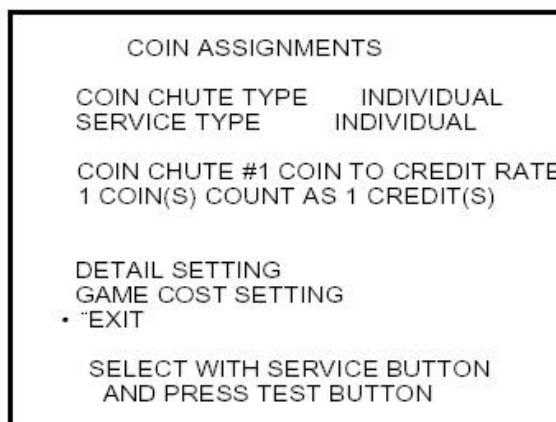 COIN ASSIGNMENTS
COIN CHUTE TYPE INDIVIDUAL
SERVICE TYPE INDIVIDUAL
COIN CHUTE #1 COIN TO CREDIT RATE
1 COIN(S) COUNT AS 1 CREDIT(S)
DETAIL SETTING
GAME COST SETTING
• ¨EXIT
SELECT WITH SERVICE BUTTON
AND PRESS TEST BUTTON